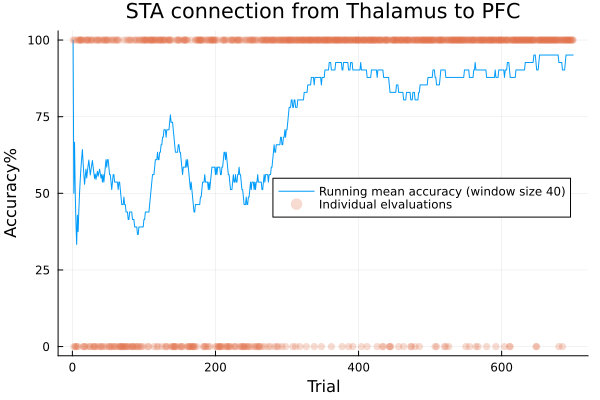 STA connection from Thalamus to PFC
Accuracy%
100
75
50
25
0
Running mean accuracy (window size 40)
Individual elvaluations
0
200
400
600
Trial